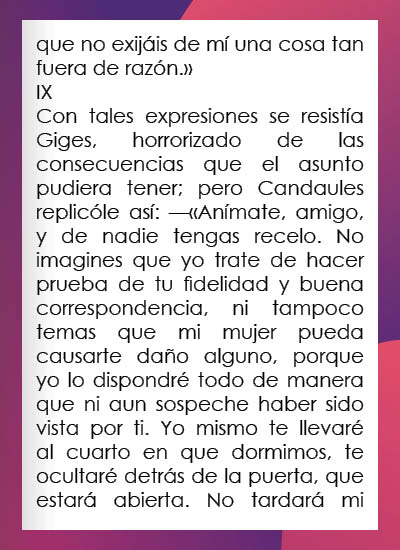 que no exijáis de mí una cosa tan
fuera de razón.»
IX
Con tales expresiones se resistía
Giges, horrorizado de las
consecuencias que el asunto
pudiera tener; pero Candaules
replicóle así: —«Anímate, amigo,
y de nadie tengas recelo. No
imagines que yo trate de hacer
prueba de tu fidelidad y buena
correspondencia, ni tampoco
temas que mi mujer pueda
causarte daño alguno, porque
yo lo dispondré todo de manera
que ni aun sospeche haber sido
vista por ti. Yo mismo te llevaré
al cuarto en que dormimos, te
ocultaré detrás de la puerta, que
estará abierta. No tardará mi